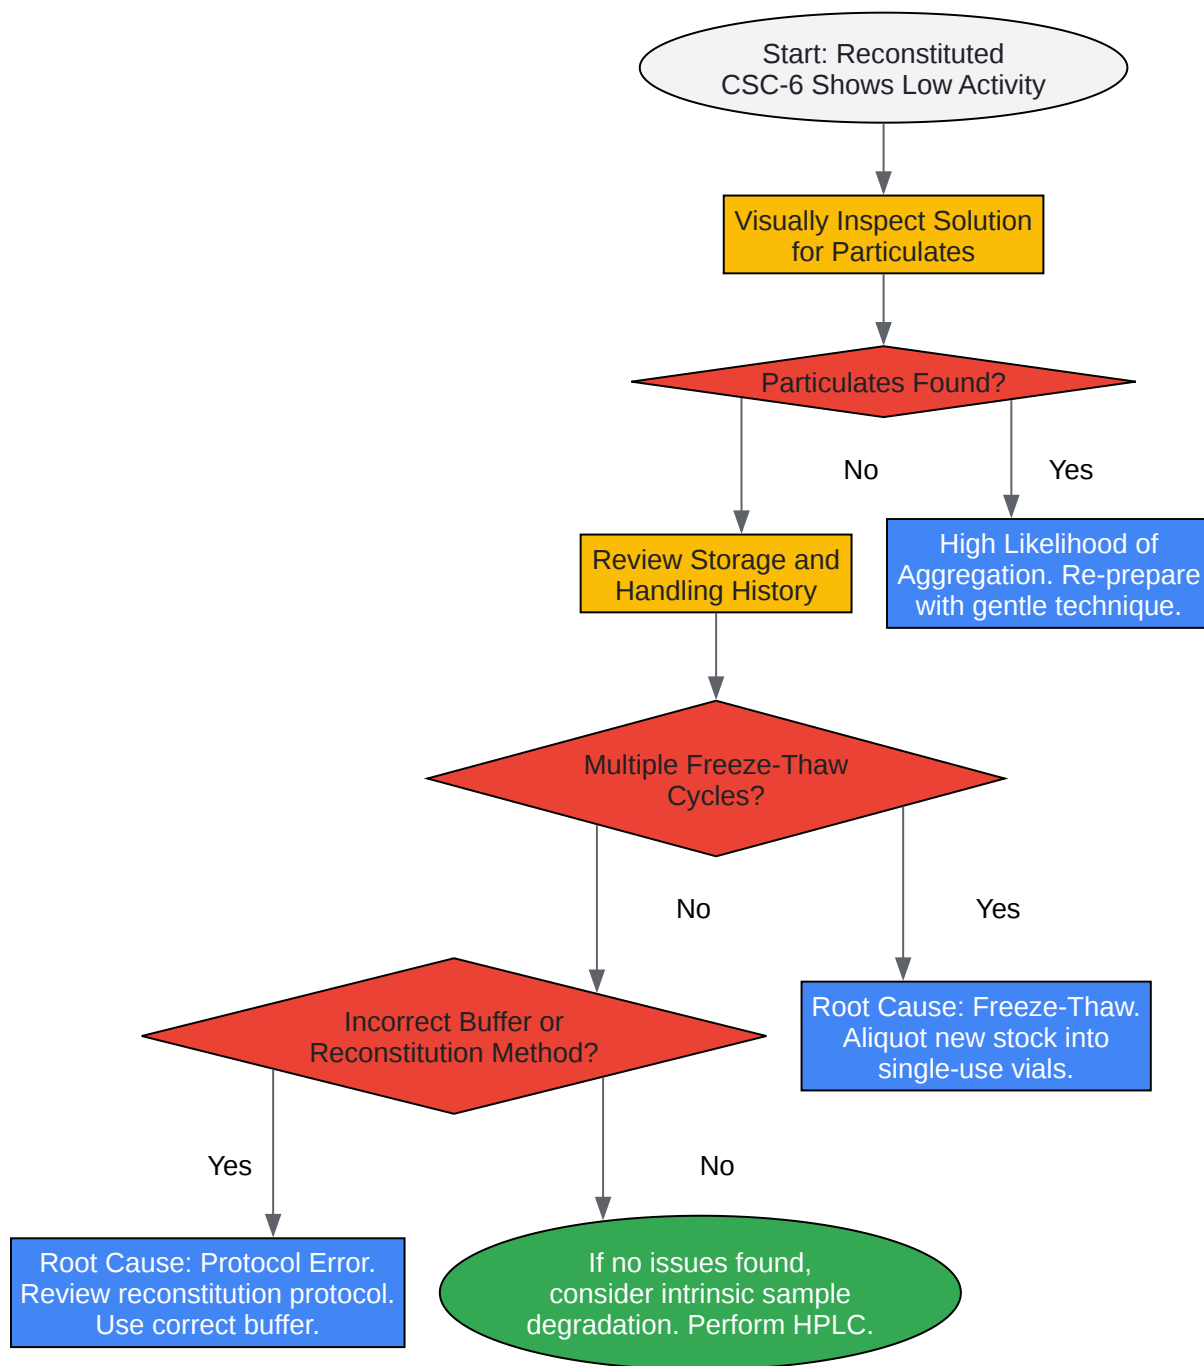 Start: Reconstituted
CSC-6 Shows Low Activity
Visually Inspect Solution
for Particulates
Particulates Found?
No
Yes
Review Storage and
Handling History
High Likelihood of
Aggregation. Re-prepare
with gentle technique.
Multiple Freeze-Thaw
Cycles?
No
Yes
Incorrect Buffer or
Reconstitution Method?
Root Cause: Freeze-Thaw.
Aliquot new stock into
single-use vials.
Yes
No
Root Cause: Protocol Error.
Review reconstitution protocol.
Use correct buffer.
If no issues found,
consider intrinsic sample
degradation. Perform HPLC.